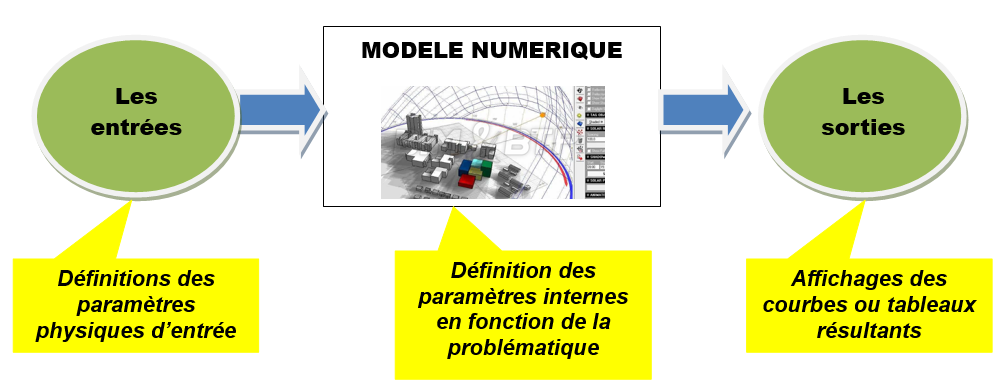 Les
entrées
MODELE NUMERIQUE
Les
sorties
Définitions des
paramètres
physiques d’entrée
Définition des
paramètres internes
en fonction de la
problématique
Affichages des
courbes ou tableaux
résultants